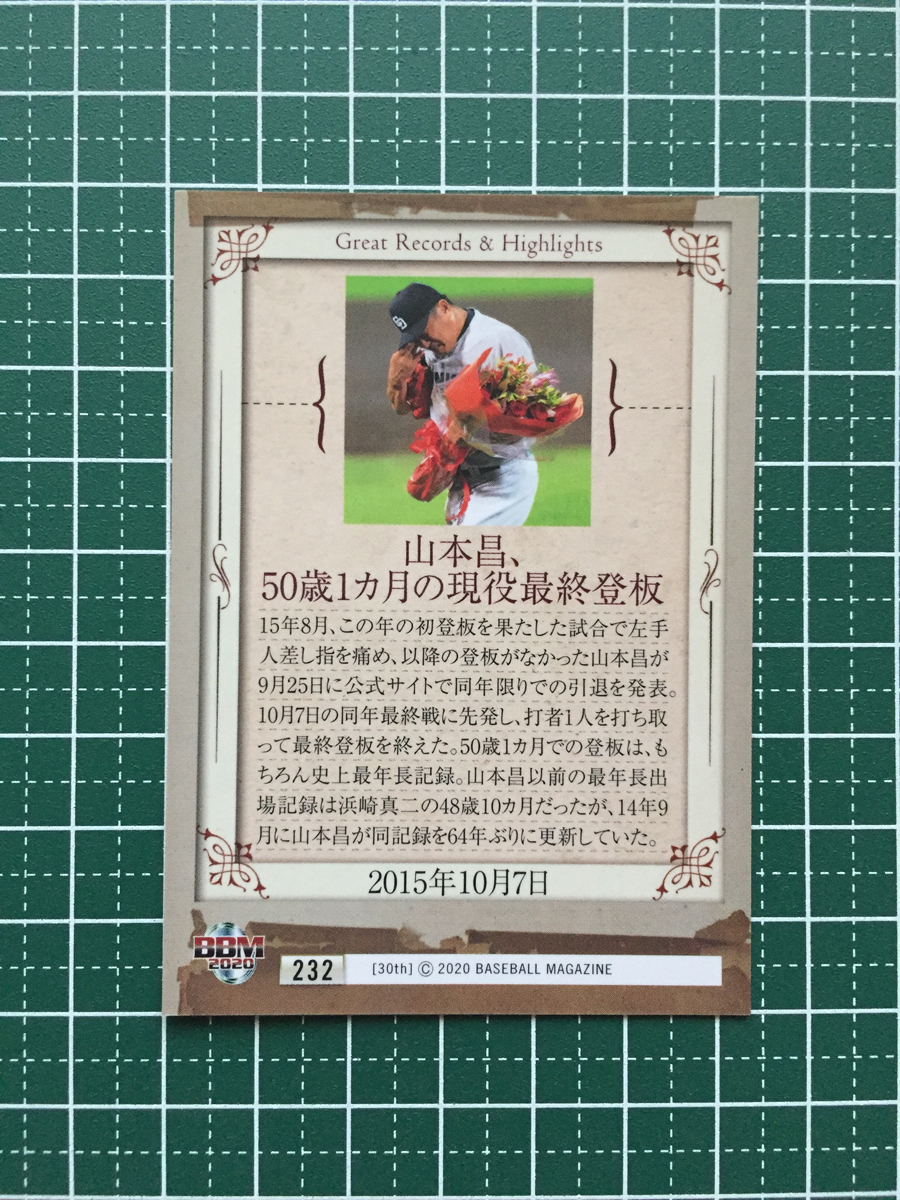 Great Records & Highlights
山本昌、
50歳1カ月の現役最終登板
15年8月、この年の初登板を果たした試合で左手
人差し指を痛め、以降の登板がなかった山本昌が
9月25日に公式サイトで同年限りでの引退を発表。
10月7日の同年最終戦に先発し、打者1人を打ち取
って最終登板を終えた。50歳1カ月での登板は、も
ちろん史上最年長記録。山本昌以前の最年長出
場記録は浜崎真二の48歳10カ月だったが、14年9
月に山本昌が同記録を64年ぶりに更新していた。
2015年10月7日
BBM
2020
232
[30th] © 2020 BASEBALL MAGAZINE